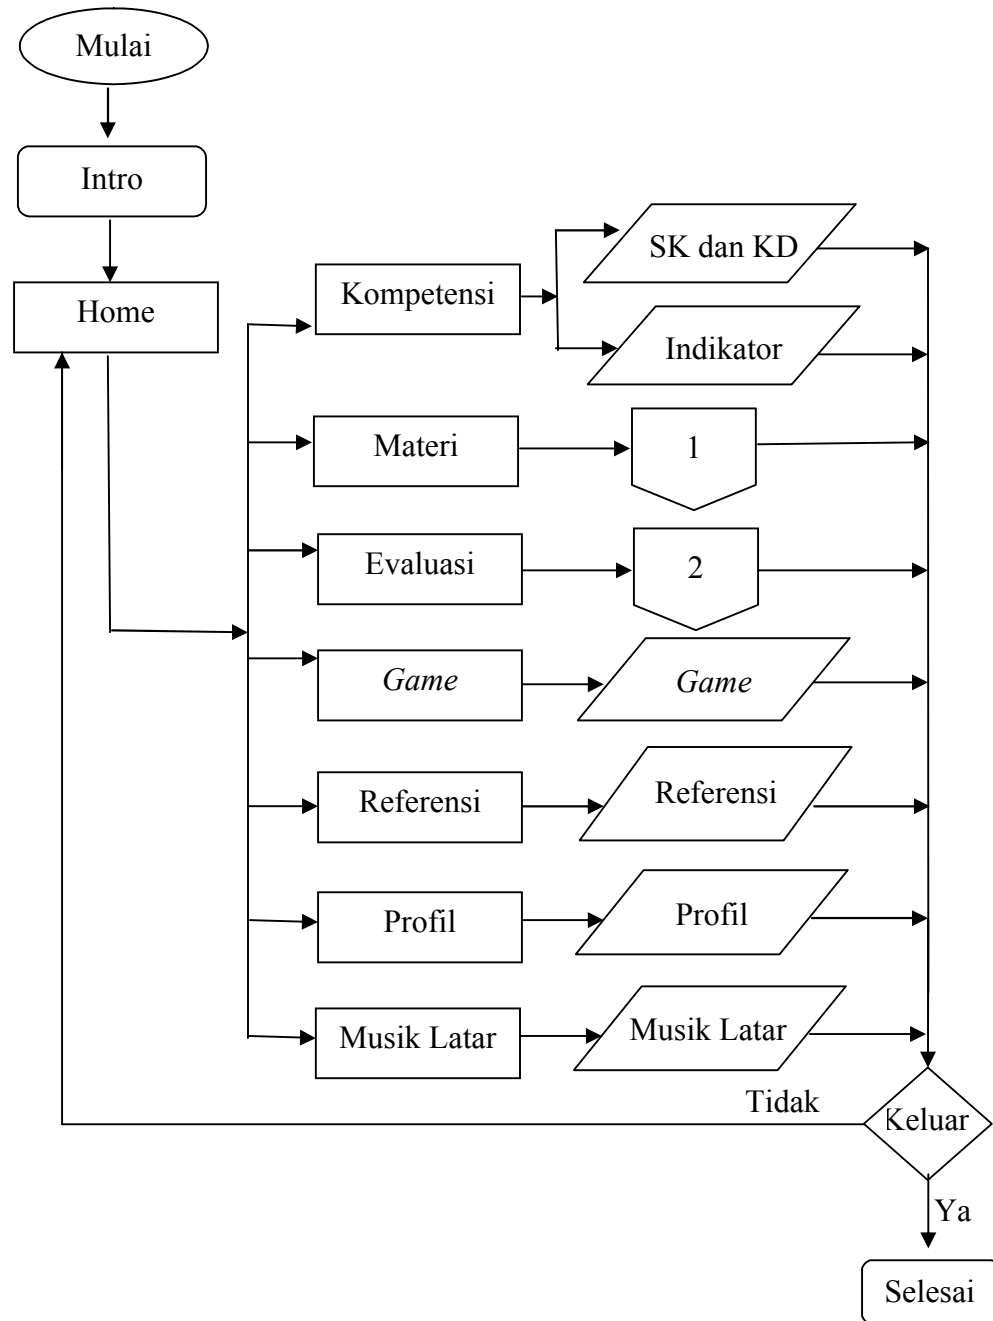 Mulai
Intro
Home
Kompetensi
SK dan KD
Indikator
Materi
1
Evaluasi
2
Game
Game
Referensi
Referensi
Profil
Profil
Musik Latar
Musik Latar
Tidak
Keluar
Ya
Selesai